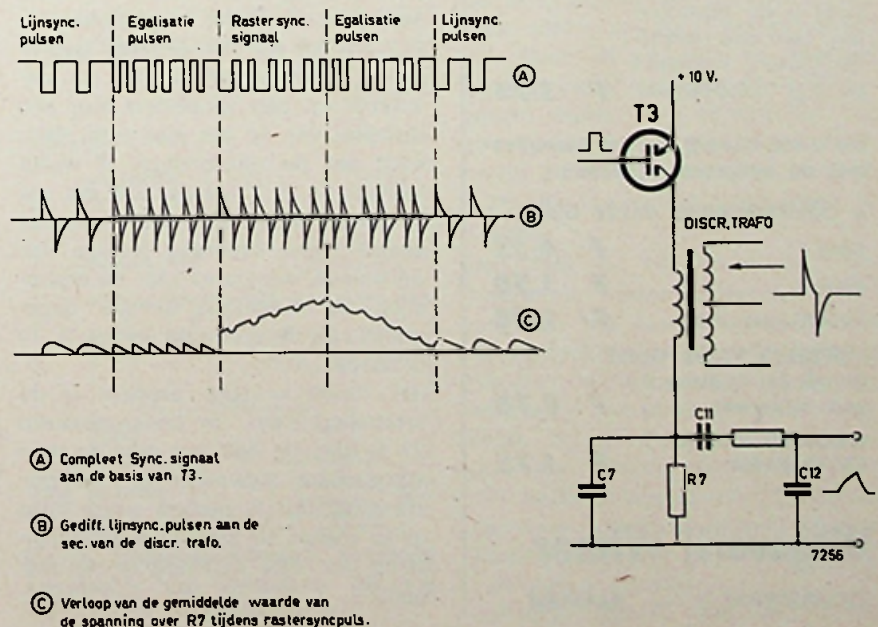 Lijnsync. pulsen
Egalisatie pulsen
Raster sync. signaal
Egalisatie pulsen
Lijnsync. pulsen
A
B
C
+ 10 V.
T3
DISCR. TRAFO
C11
C7
R7
C12
7256
A Compleet Sync. signaal
aan de basis van T3.
B Gediff. lijnsync. pulsen aan de
sec. van de discr. trafo.
C Verloop van de gemiddelde waarde van
de spanning over R7 tijdens rastersyncpuls.